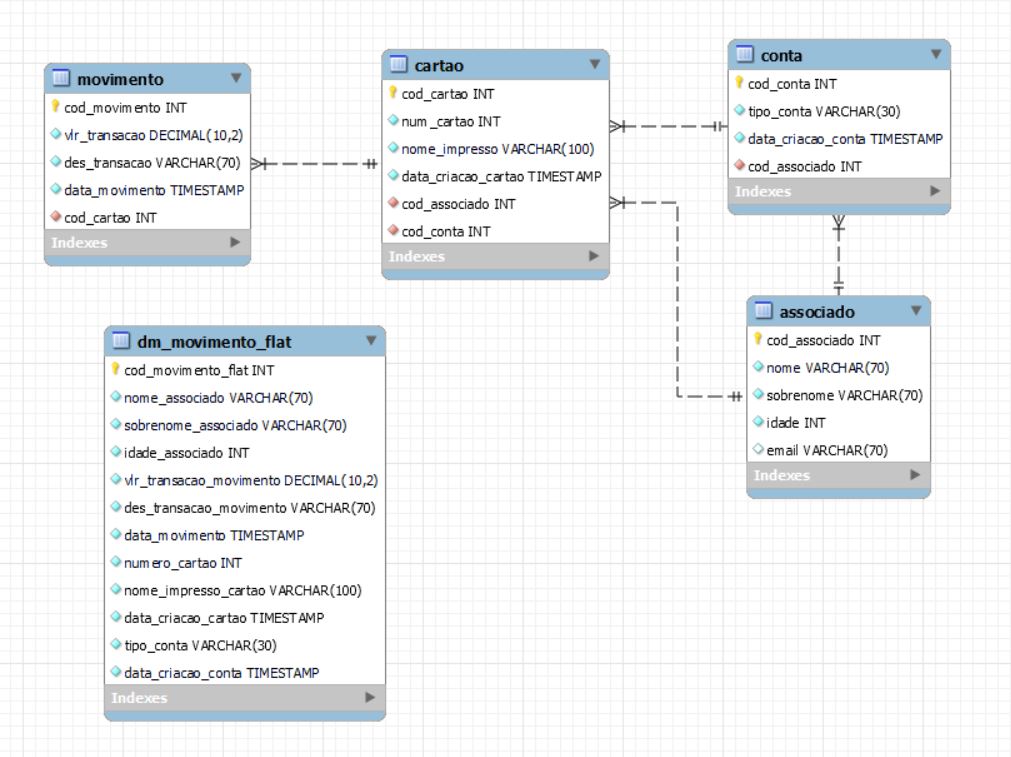 movimento
cod_movimento INT
vlr_transacao DECIMAL(10,2)
des_transacao VARCHAR(70)
data_movimento TIMESTAMP
cod_cartao INT
Indexes
cartao
cod_cartao INT
num_cartao INT
nome_impresso VARCHAR(100)
data_criacao_cartao TIMESTAMP
cod_associado INT
cod_conta INT
Indexes
conta
cod_conta INT
tipo_conta VARCHAR(30)
data_criacao_conta TIMESTAMP
cod_associado INT
Indexes
associado
cod_associado INT
nome VARCHAR(70)
sobrenome VARCHAR(70)
idade INT
email VARCHAR(70)
Indexes
dm_movimento_flat
cod_movimento_flat INT
nome_associado VARCHAR(70)
sobrenome_associado VARCHAR(70)
idade_associado INT
vlr_transacao_movimento DECIMAL(10,2)
des_transacao_movimento VARCHAR(70)
data_movimento TIMESTAMP
numero_cartao INT
nome_impresso_cartao VARCHAR(100)
data_criacao_cartao TIMESTAMP
tipo_conta VARCHAR(30)
data_criacao_conta TIMESTAMP
Indexes